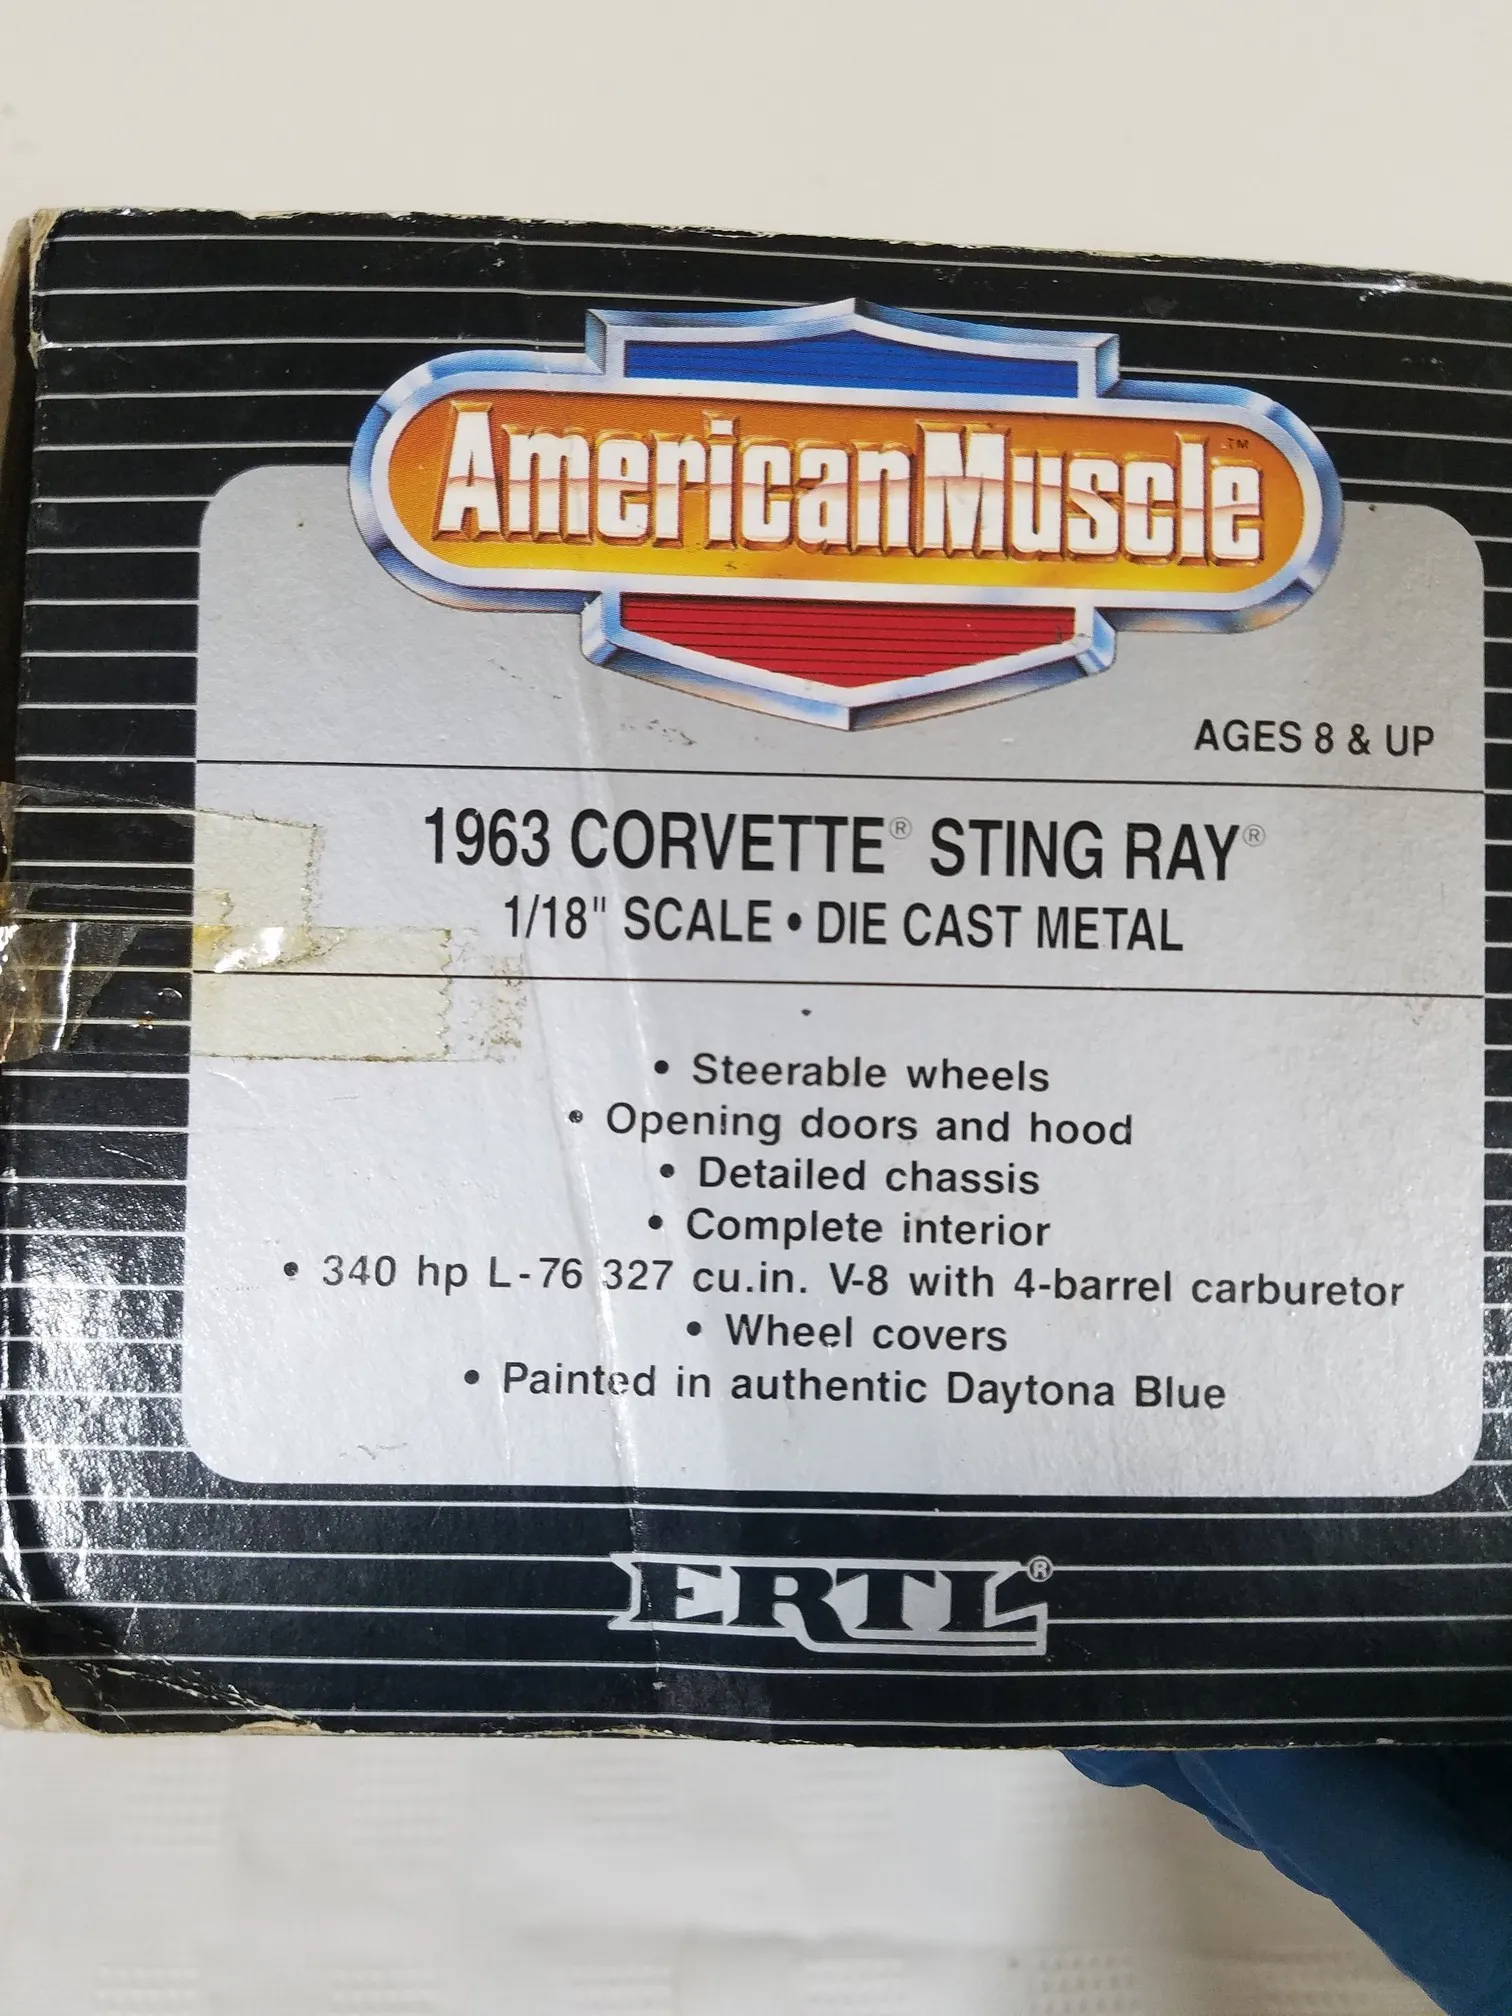 AmericanMuscle™
AGES 8 & UP
1963 CORVETTE® STING RAY®
1/18" SCALE • DIE CAST METAL
• Steerable wheels
• Opening doors and hood
• Detailed chassis
• Complete interior
• 340 hp L-76 327 cu.in. V-8 with 4-barrel carburetor
• Wheel covers
• Painted in authentic Daytona Blue
ERTL®